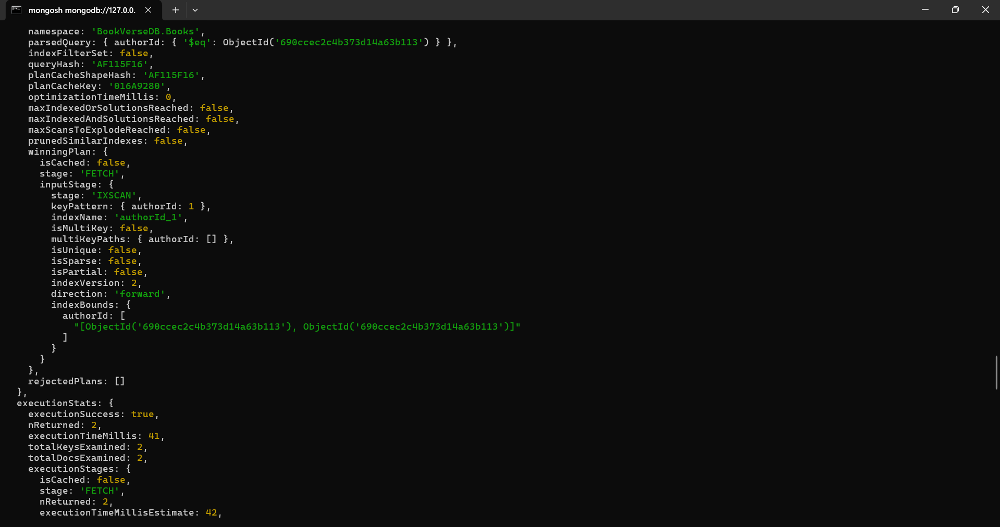 mongosh mongodb://127.0.0.
namespace: 'BookVerseDB.Books',
parsedQuery: { authorId: { '$eq': ObjectId('690ccec2c4b373d14a63b113') } },
indexFilterSet: false,
queryHash: 'AF115F16',
planCacheShapeHash: 'AF115F16',
planCacheKey: '016A9280',
optimizationTimeMillis: 0,
maxIndexedOrSolutionsReached: false,
maxIndexedAndSolutionsReached: false,
maxScansToExplodeReached: false,
prunedSimilarIndexes: false,
winningPlan: {
isCached: false,
stage: 'FETCH',
inputStage: {
stage: 'IXSCAN',
keyPattern: { authorId: 1 },
indexName: 'authorId_1',
isMultiKey: false,
multiKeyPaths: { authorId: [] },
isUnique: false,
isSparse: false,
isPartial: false,
indexVersion: 2,
direction: 'forward',
indexBounds: {
authorId: [
"[ObjectId('690ccec2c4b373d14a63b113'), ObjectId('690ccec2c4b373d14a63b113')]"
]
}
}
},
rejectedPlans: []
},
executionStats: {
executionSuccess: true,
nReturned: 2,
executionTimeMillis: 41,
totalKeysExamined: 2,
totalDocsExamined: 2,
executionStages: {
isCached: false,
stage: 'FETCH',
nReturned: 2,
executionTimeMillisEstimate: 42,